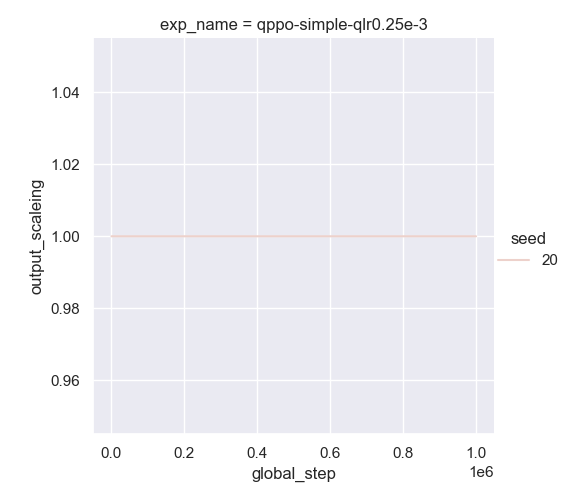 exp_name = qppo-simple-qlr0.25e-3
1.04
1.02
1.00
0.98
0.96
output_scaleing
0.0 0.2 0.4 0.6 0.8 1.0
1e6
global_step
seed
20